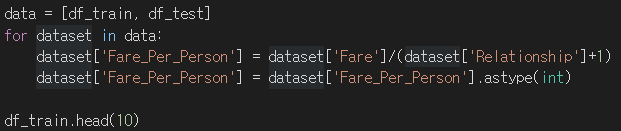 data = [df_train, df_test]
for dataset in data:
    dataset['Fare_Per_Person'] = dataset['Fare']/(dataset['Relationship']+1)
    dataset['Fare_Per_Person'] = dataset['Fare_Per_Person'].astype(int)
df_train.head(10)